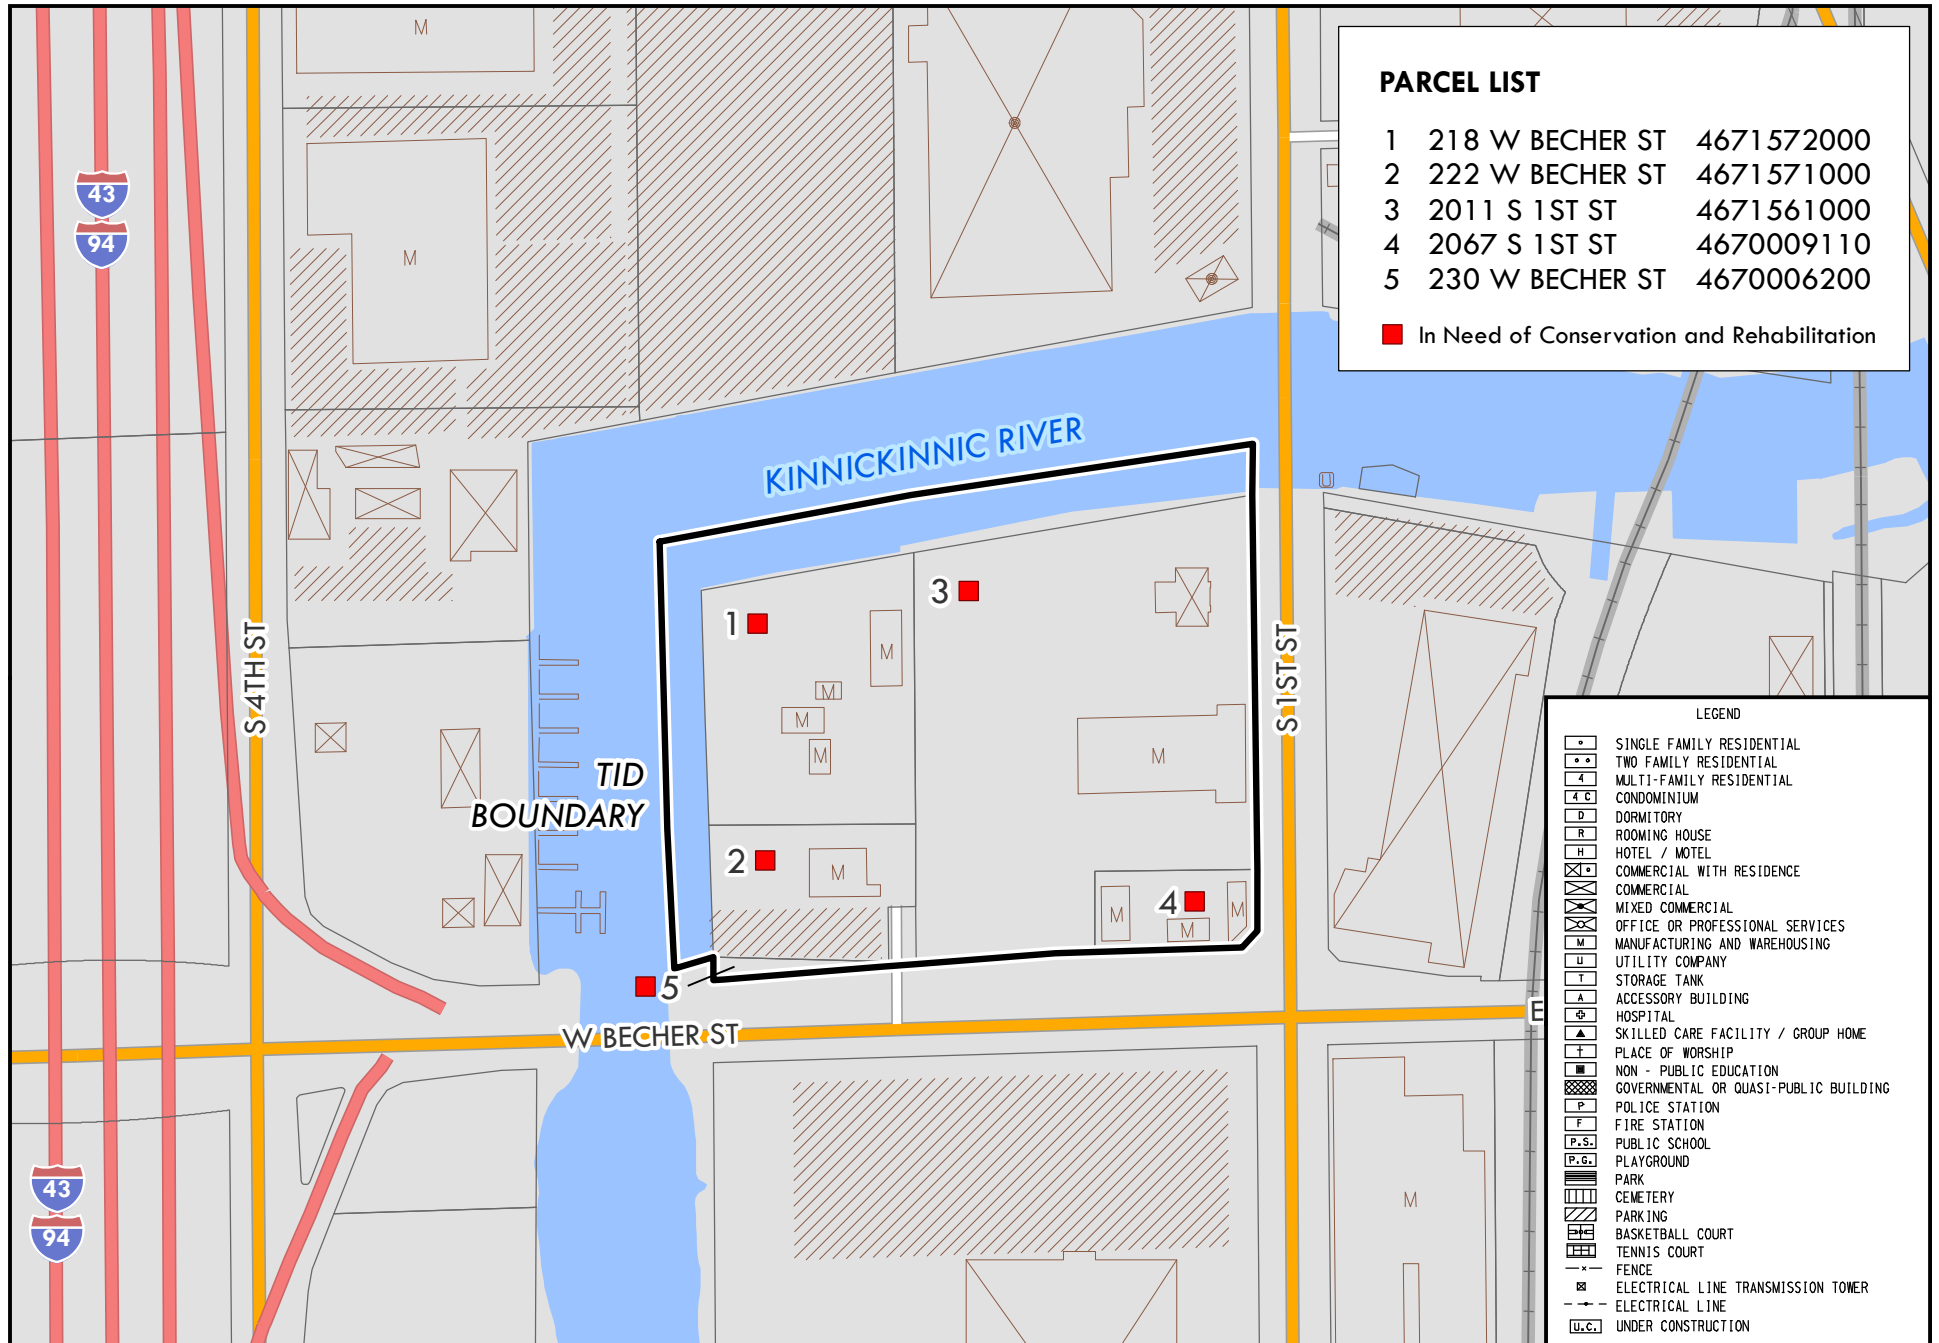 M
PARCEL LIST
1 218 W BECHER ST 4671572000
2 222 W BECHER ST 4671571000
3 2011 S 1ST ST 4671561000
4 2067 S 1ST ST 4670009110
5 230 W BECHER ST 4670006200
In Need of Conservation and Rehabilitation
43
94
M
KINNICKINNIC RIVER
U
S 4TH ST
S 1ST ST
1
3
M
M
M
M
M
TID
BOUNDARY
2
M
4
M
M
M
5
W BECHER ST
E
43
94
M
LEGEND
SINGLE FAMILY RESIDENTIAL
TWO FAMILY RESIDENTIAL
4 MULTI-FAMILY RESIDENTIAL
4 C CONDOMINIUM
D DORMITORY
R ROOMING HOUSE
H HOTEL / MOTEL
COMMERCIAL WITH RESIDENCE
COMMERCIAL
MIXED COMMERCIAL
OFFICE OR PROFESSIONAL SERVICES
M MANUFACTURING AND WAREHOUSING
U UTILITY COMPANY
T STORAGE TANK
A ACCESSORY BUILDING
HOSPITAL
SKILLED CARE FACILITY / GROUP HOME
PLACE OF WORSHIP
NON - PUBLIC EDUCATION
GOVERNMENTAL OR QUASI-PUBLIC BUILDING
P POLICE STATION
F FIRE STATION
P.S. PUBLIC SCHOOL
P.G. PLAYGROUND
PARK
CEMETERY
PARKING
BASKETBALL COURT
TENNIS COURT
FENCE
ELECTRICAL LINE TRANSMISSION TOWER
ELECTRICAL LINE
U.C. UNDER CONSTRUCTION